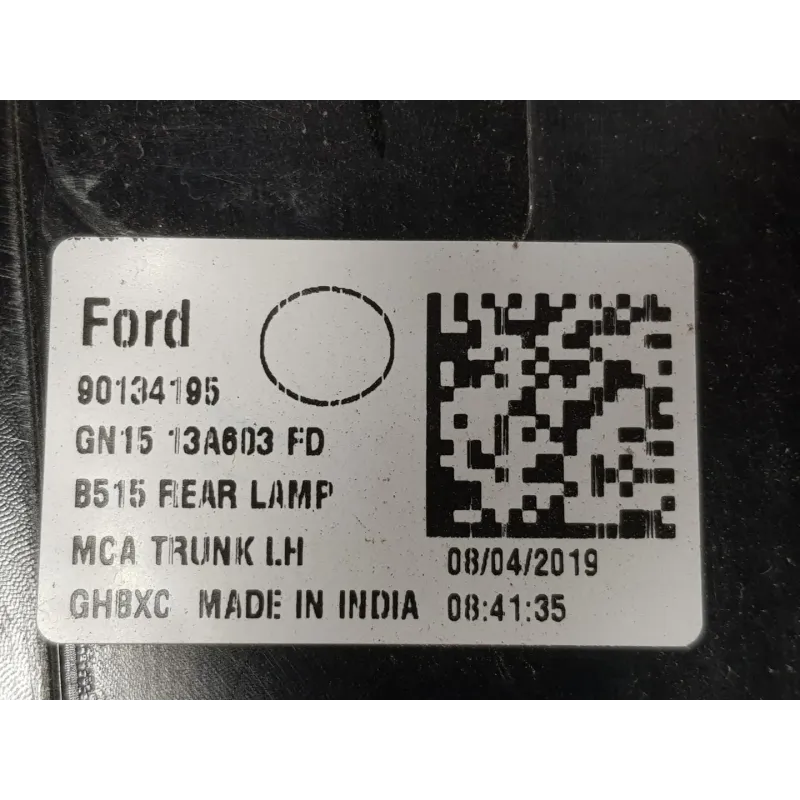 Ford
90134195
GN15 13A603 FD
B515 REAR LAMP
MCA TRUNK LH
GH8XC MADE IN INDIA
08/04/2019
08:41:35